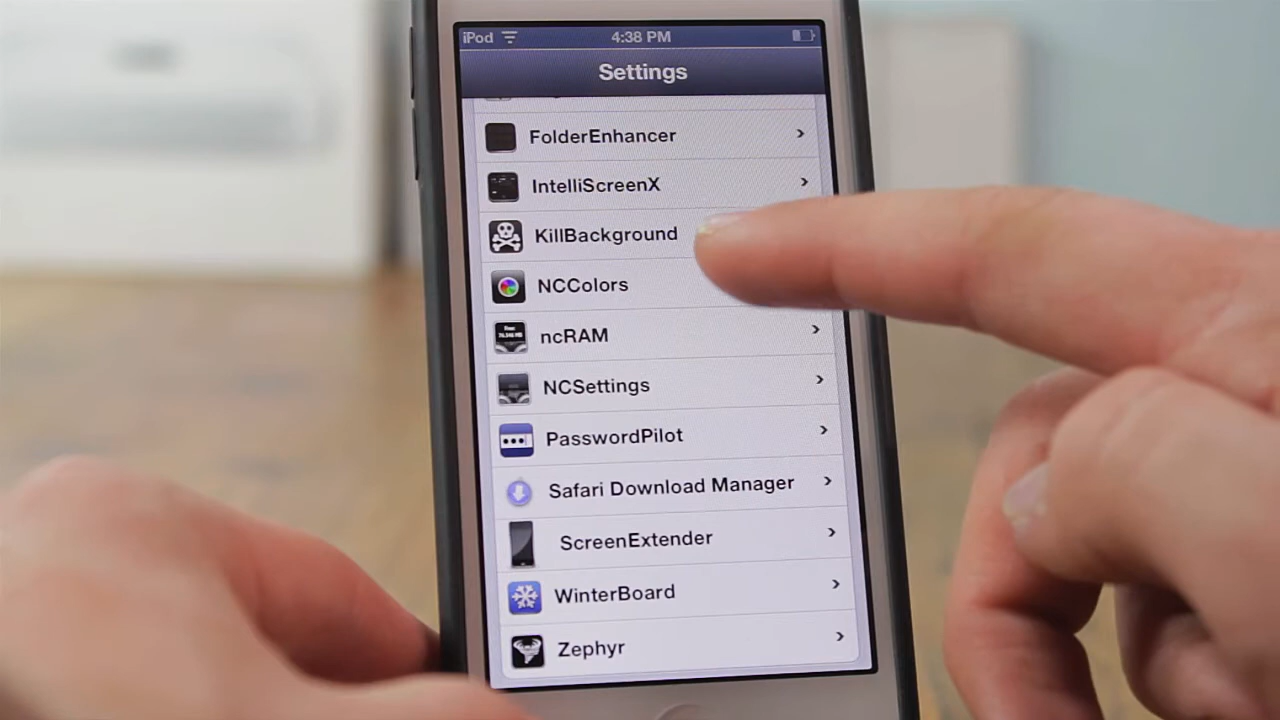 iPod 4:38 PM
Settings
FolderEnhancer
IntelliScreenX
KillBackground
NCColors
ncRAM
NCSettings
PasswordPilot
Safari Download Manager
ScreenExtender
WinterBoard
Zephyr